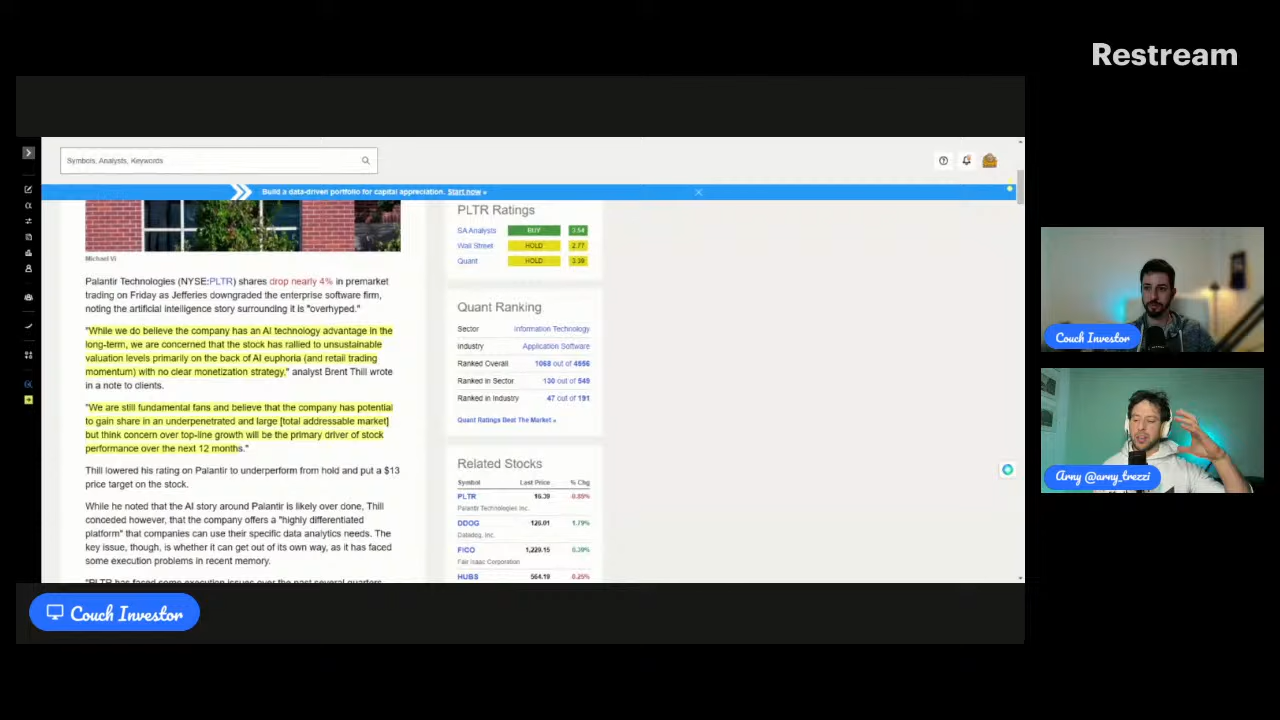 Restream
Symbols, Analysts, Keywords
Build a data-driven portfolio for capital appreciation. Start now »
Michael Vi
Palantir Technologies (NYSE:PLTR) shares drop nearly 4% in premarket
trading on Friday as Jefferies downgraded the enterprise software firm,
noting the artificial intelligence story surrounding it is "overhyped."
"While we do believe the company has an AI technology advantage in the
long-term, we are concerned that the stock has rallied to unsustainable
valuation levels primarily on the back of AI euphoria (and retail trading
momentum) with no clear monetization strategy," analyst Brent Thill wrote
in a note to clients.
"We are still fundamental fans and believe that the company has potential
to gain share in an underpenetrated and large [total addressable market]
but think concern over top-line growth will be the primary driver of stock
performance over the next 12 months."
Thill lowered his rating on Palantir to underperform from hold and put a $13
price target on the stock.
While he noted that the AI story around Palantir is likely over done, Thill
conceded however, that the company offers a "highly differentiated
platform" that companies can use their specific data analytics needs. The
key issue, though, is whether it can get out of its own way, as it has faced
some execution problems in recent memory.
"PLTR has faced some execution issues over the past several quarters
PLTR Ratings
SA Analysts BUY 3.54
Wall Street HOLD 2.77
Quant HOLD 3.39
Quant Ranking
Sector Information Technology
Industry Application Software
Ranked Overall 1068 out of 4656
Ranked in Sector 130 out of 549
Ranked in Industry 47 out of 191
Quant Ratings Beat The Market »
Related Stocks
Symbol Last Price % Chg
PLTR 16.39 -0.85%
Palantir Technologies Inc.
DDOG 126.01 1.79%
Datadog, Inc.
FICO 1,229.15 0.39%
Fair Isaac Corporation
HUBS 564.19 0.25%
Couch Investor
Arny @arny_trezzi
Couch Investor